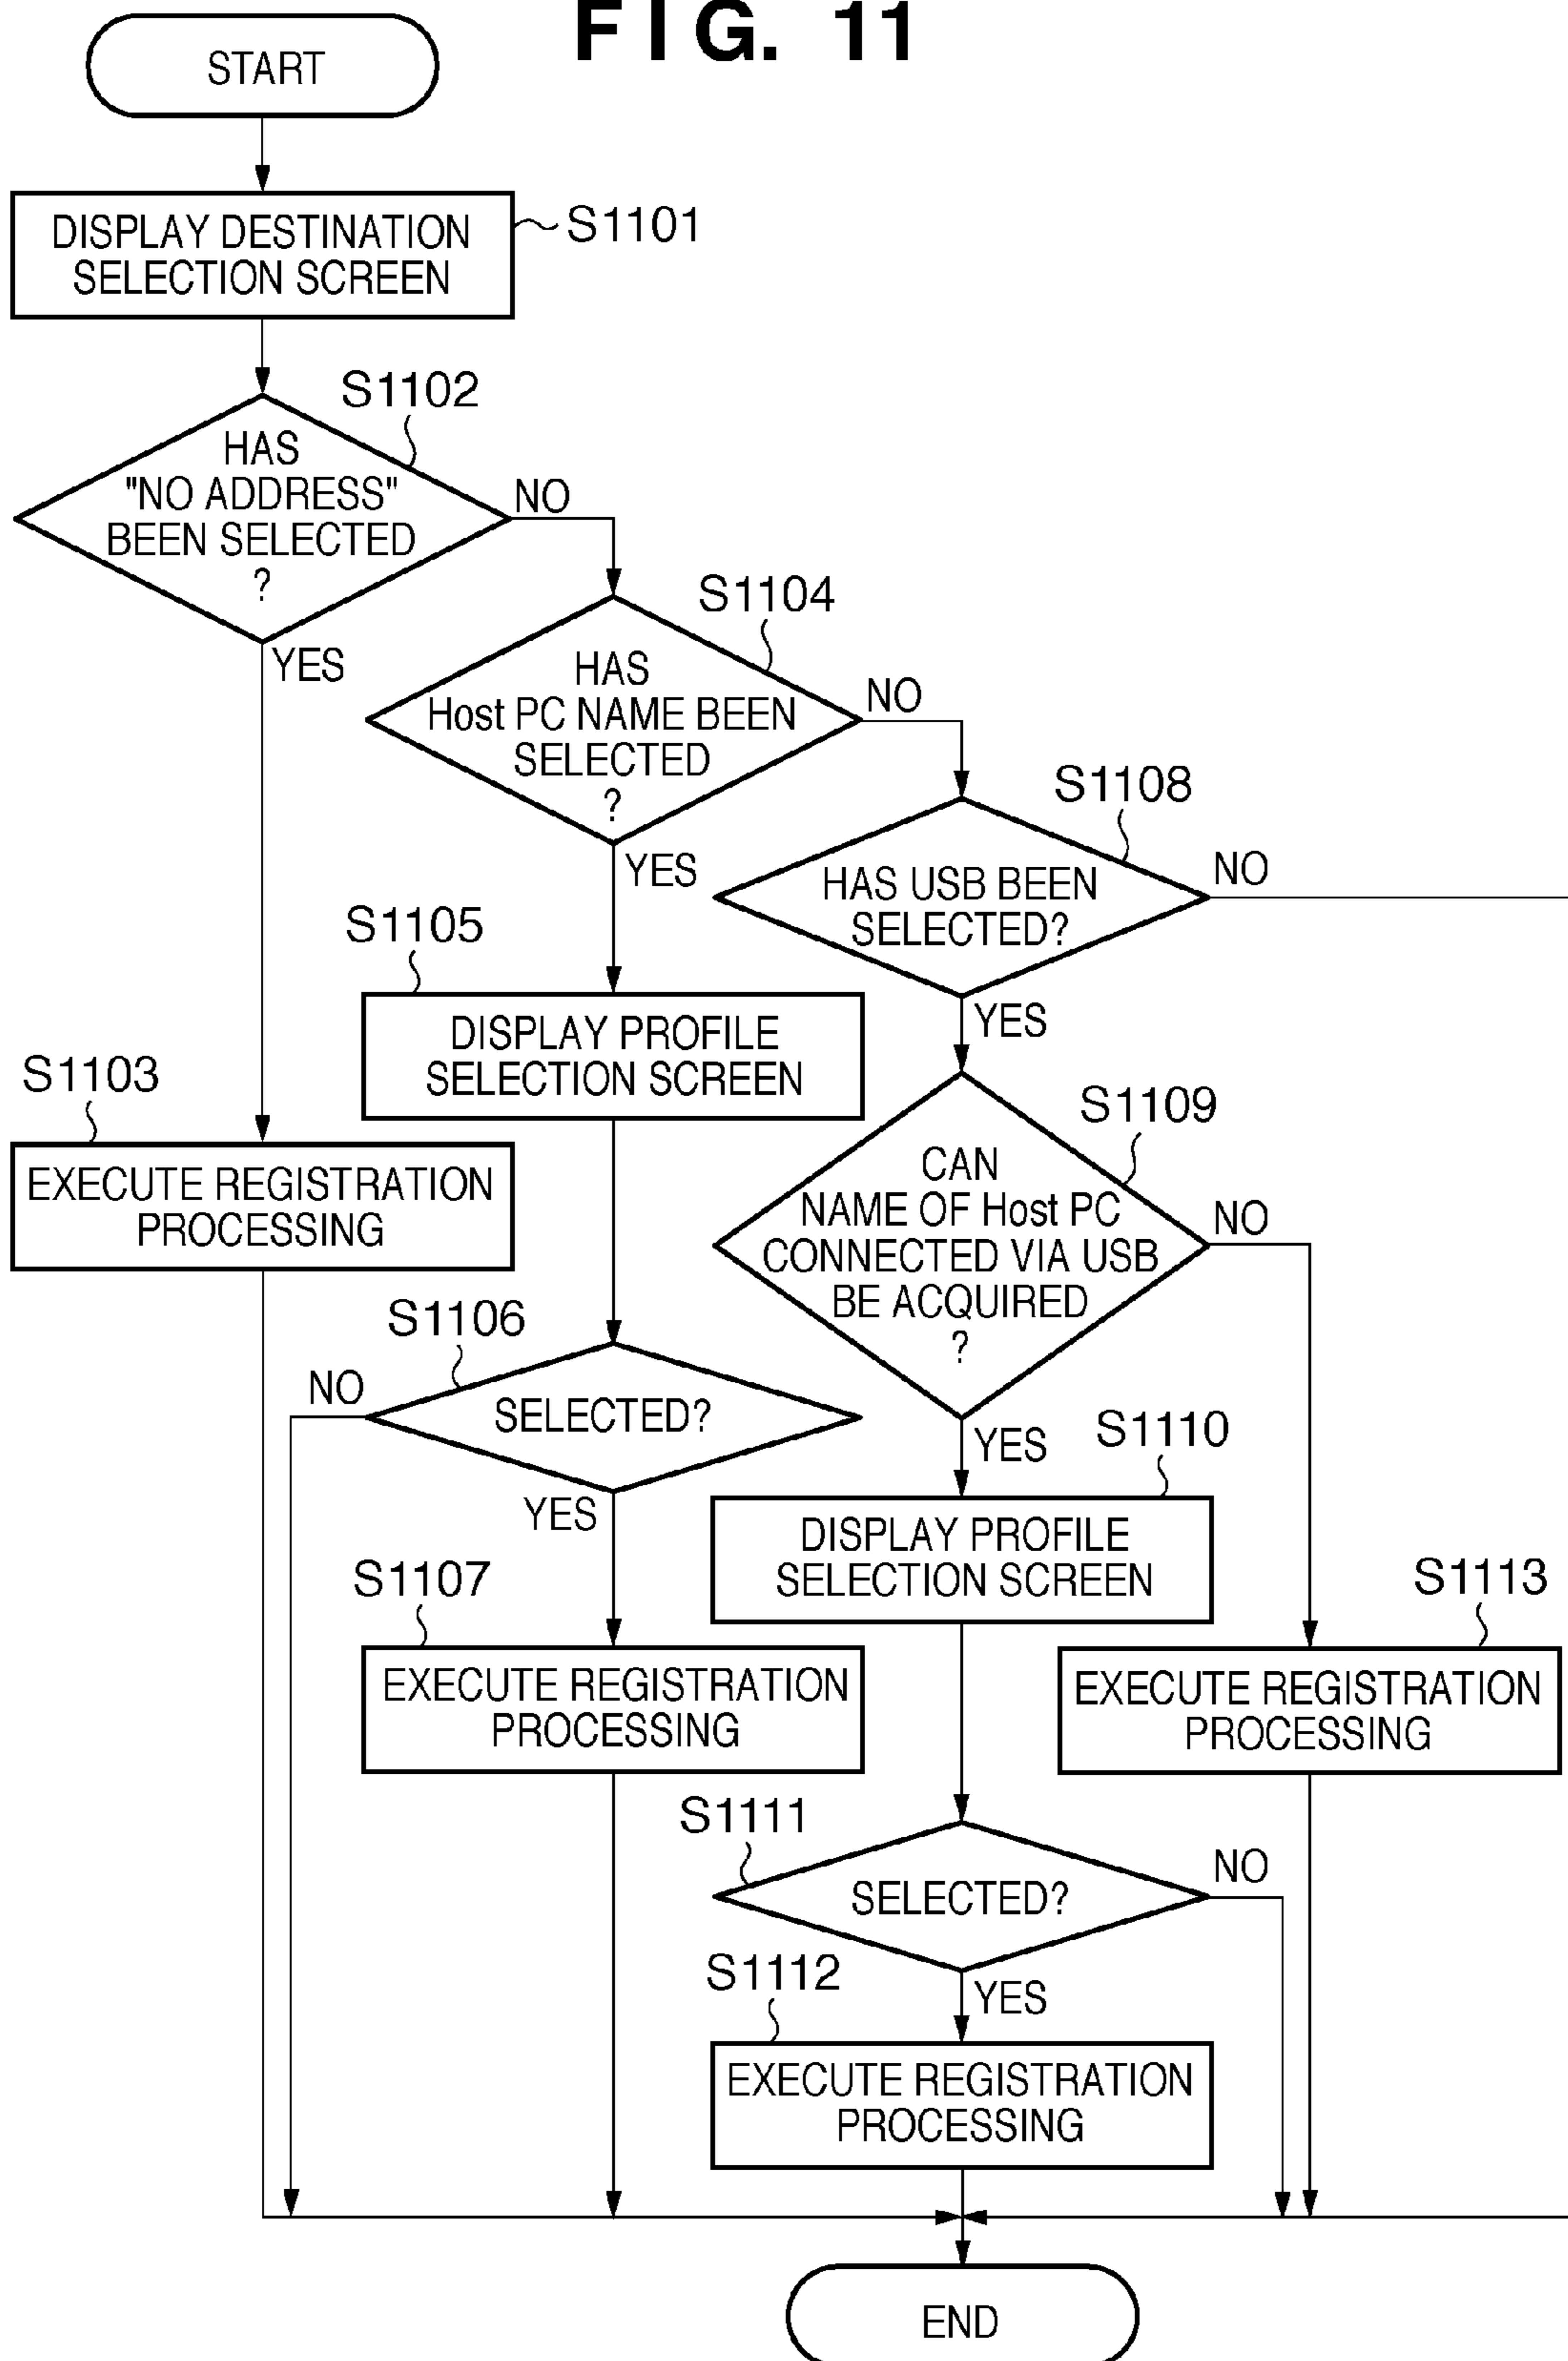 FIG. 11
START
DISPLAY DESTINATION
SELECTION SCREEN
S1101
S1102
HAS
"NO ADDRESS"
BEEN SELECTED
?
NO
YES
S1104
HAS
Host PC NAME BEEN
SELECTED
?
NO
YES
S1108
HAS USB BEEN
SELECTED?
NO
YES
S1105
DISPLAY PROFILE
SELECTION SCREEN
S1103
EXECUTE REGISTRATION
PROCESSING
S1109
CAN
NAME OF Host PC
CONNECTED VIA USB
BE ACQUIRED
?
NO
YES
S1106
SELECTED?
NO
YES
S1110
DISPLAY PROFILE
SELECTION SCREEN
S1107
EXECUTE REGISTRATION
PROCESSING
S1113
EXECUTE REGISTRATION
PROCESSING
S1111
SELECTED?
NO
YES
S1112
EXECUTE REGISTRATION
PROCESSING
END